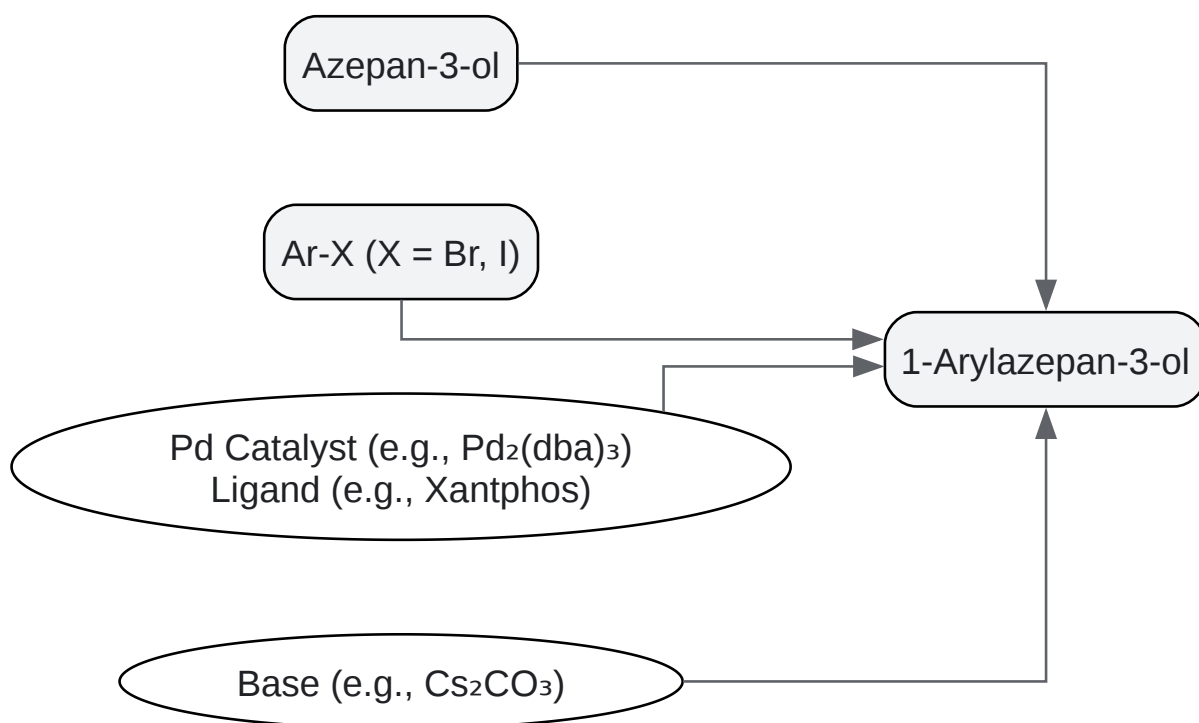 Azepan-3-ol
Ar-X (X = Br, I)
1-Arylazepan-3-ol
Pd Catalyst (e.g., Pd₂(dba)₃)
Ligand (e.g., Xantphos)
Base (e.g., Cs₂CO₃)